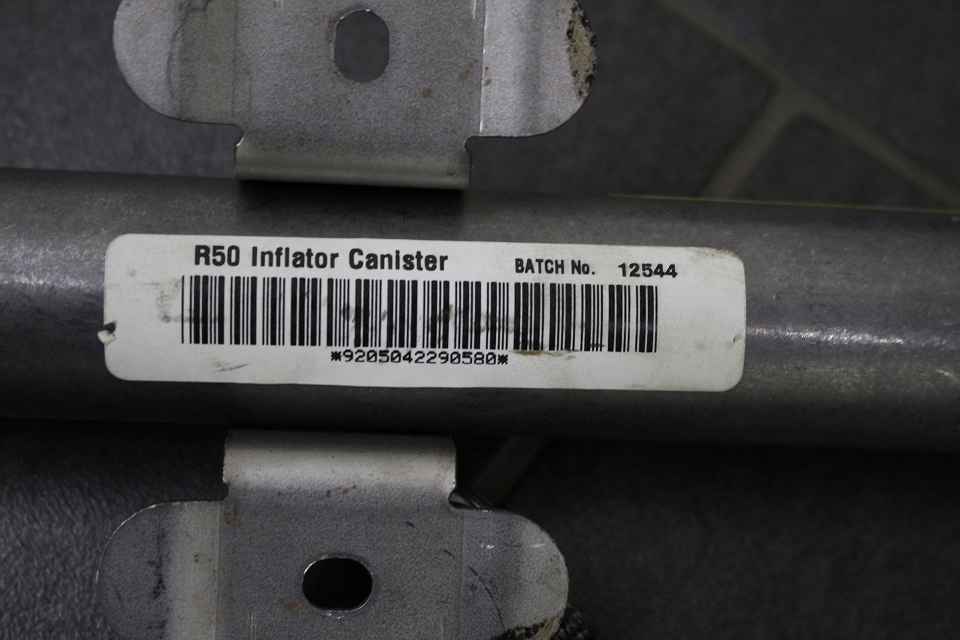 R50 Inflator Canister BATCH No. 12544
*9205042290580*